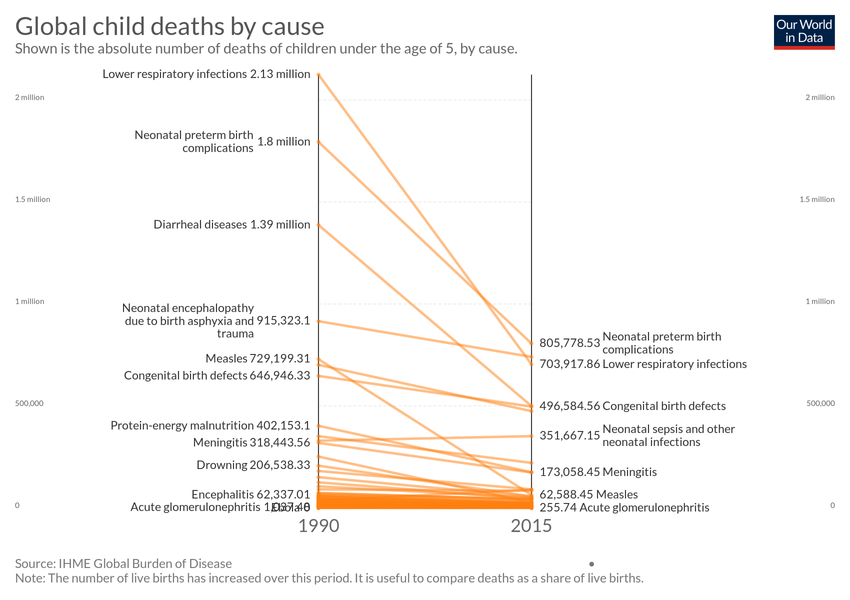 Global child deaths by cause
Shown is the absolute number of deaths of children under the age of 5, by cause.
Our World
in Data
Lower respiratory infections 2.13 million
2 million
2 million
Neonatal preterm birth
complications 1.8 million
1.5 million
1.5 million
Diarrheal diseases 1.39 million
1 million
1 million
Neonatal encephalopathy
due to birth asphyxia and 915,323.1
trauma
805,778.53 Neonatal preterm birth
complications
Measles 729,199.31
703,917.86 Lower respiratory infections
Congenital birth defects 646,946.33
500,000
496,584.56 Congenital birth defects
500,000
Protein-energy malnutrition 402,153.1
351,667.15 Neonatal sepsis and other
neonatal infections
Meningitis 318,443.56
Drowning 206,538.33
173,058.45 Meningitis
Encephalitis 62,337.01
62,588.45 Measles
0
Acute glomerulonephritis
255.74 Acute glomerulonephritis
0
1990
2015
Source: IHME Global Burden of Disease
Note: The number of live births has increased over this period. It is useful to compare deaths as a share of live births.